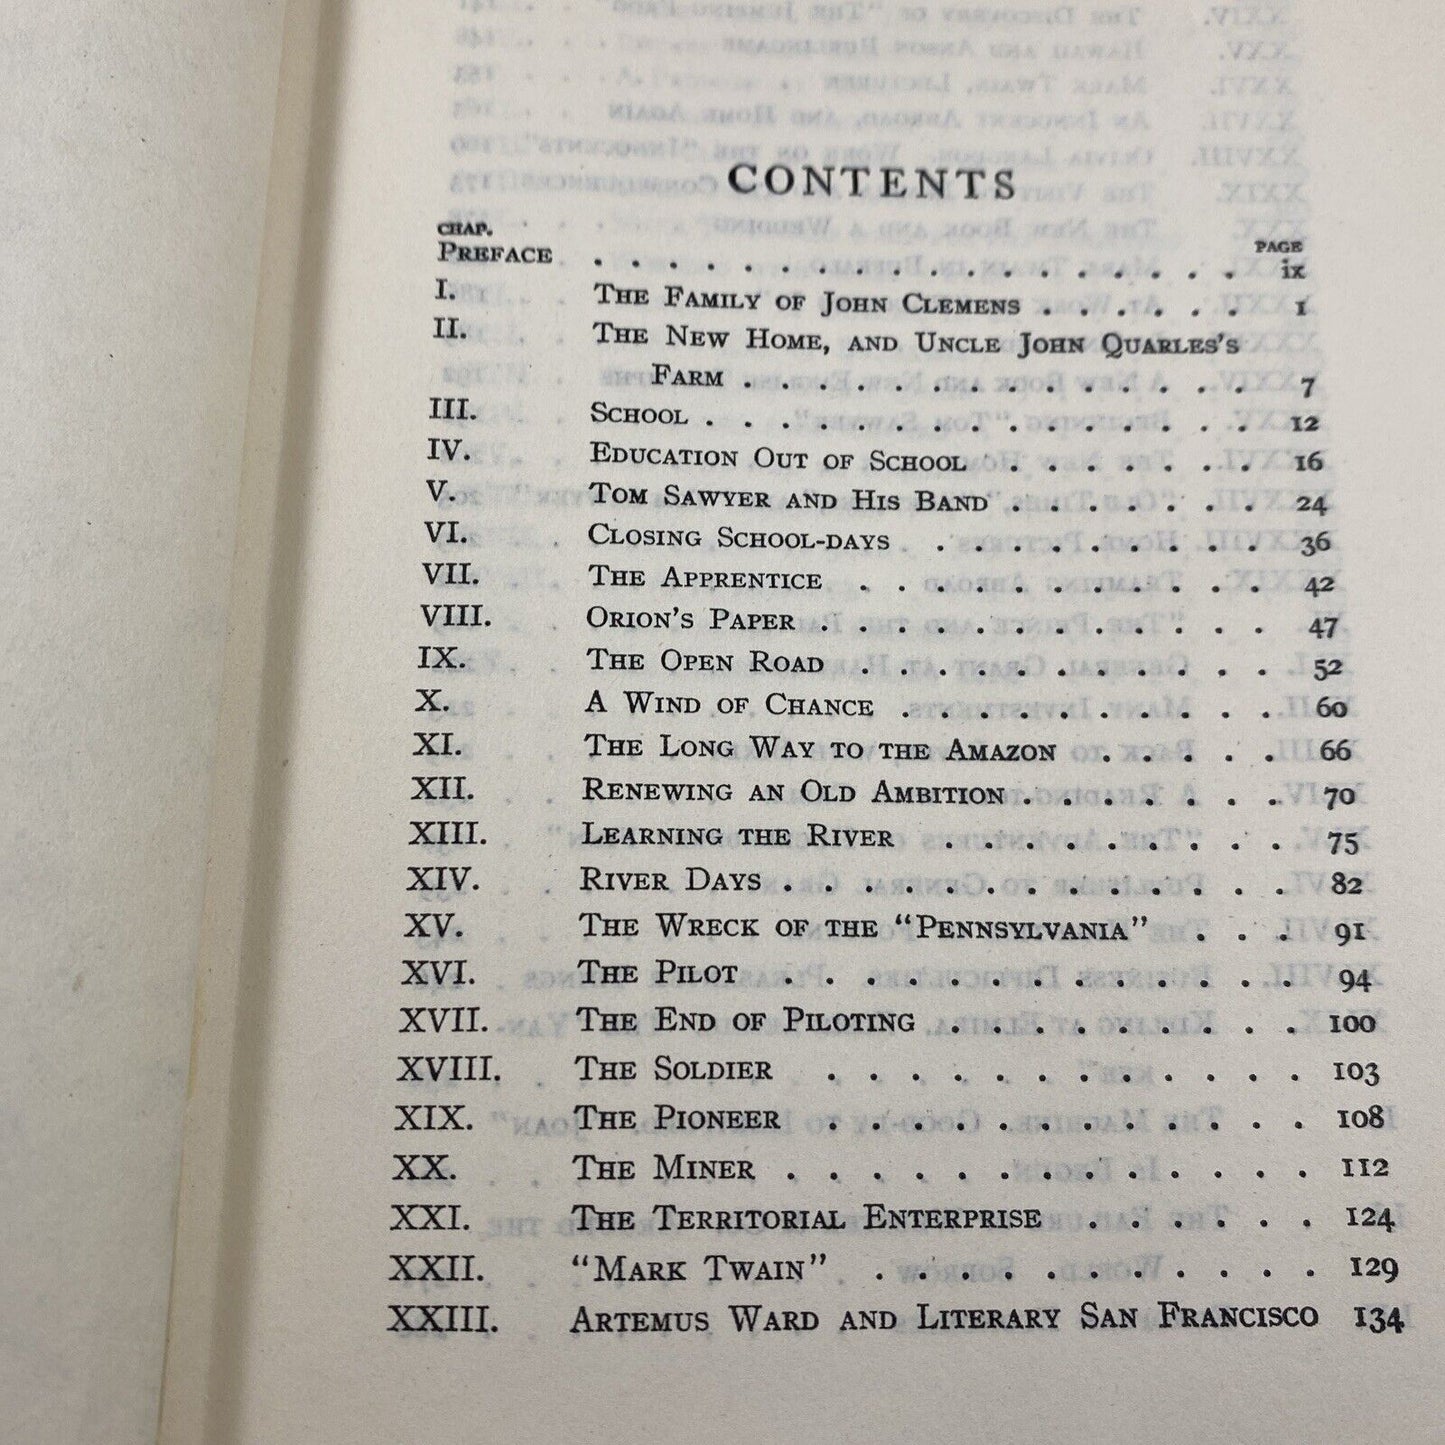 CONTENTS
CHAP. PAGE
PREFACE . . . . . . . . . . . . . . . . ix
I. THE FAMILY OF JOHN CLEMENS . . . . . . 1
II. THE NEW HOME, AND UNCLE JOHN QUARLES'S
FARM . . . . . . . . . . . . . 7
III. SCHOOL . . . . . . . . . . . . . . 12
IV. EDUCATION OUT OF SCHOOL . . . . . . . 16
V. TOM SAWYER AND HIS BAND . . . . . . . 24
VI. CLOSING SCHOOL-DAYS . . . . . . . . . 36
VII. THE APPRENTICE . . . . . . . . . . . 42
VIII. ORION'S PAPER . . . . . . . . . . . . 47
IX. THE OPEN ROAD . . . . . . . . . . . 52
X. A WIND OF CHANCE . . . . . . . . . . 60
XI. THE LONG WAY TO THE AMAZON . . . . . 66
XII. RENEWING AN OLD AMBITION . . . . . . . 70
XIII. LEARNING THE RIVER . . . . . . . . . 75
XIV. RIVER DAYS . . . . . . . . . . . . . 82
XV. THE WRECK OF THE "PENNSYLVANIA" . . . 91
XVI. THE PILOT . . . . . . . . . . . . . 94
XVII. THE END OF PILOTING . . . . . . . . . 100
XVIII. THE SOLDIER . . . . . . . . . . . . 103
XIX. THE PIONEER . . . . . . . . . . . . 108
XX. THE MINER . . . . . . . . . . . . . 112
XXI. THE TERRITORIAL ENTERPRISE . . . . . . 124
XXII. "MARK TWAIN" . . . . . . . . . . . 129
XXIII. ARTEMUS WARD AND LITERARY SAN FRANCISCO 134